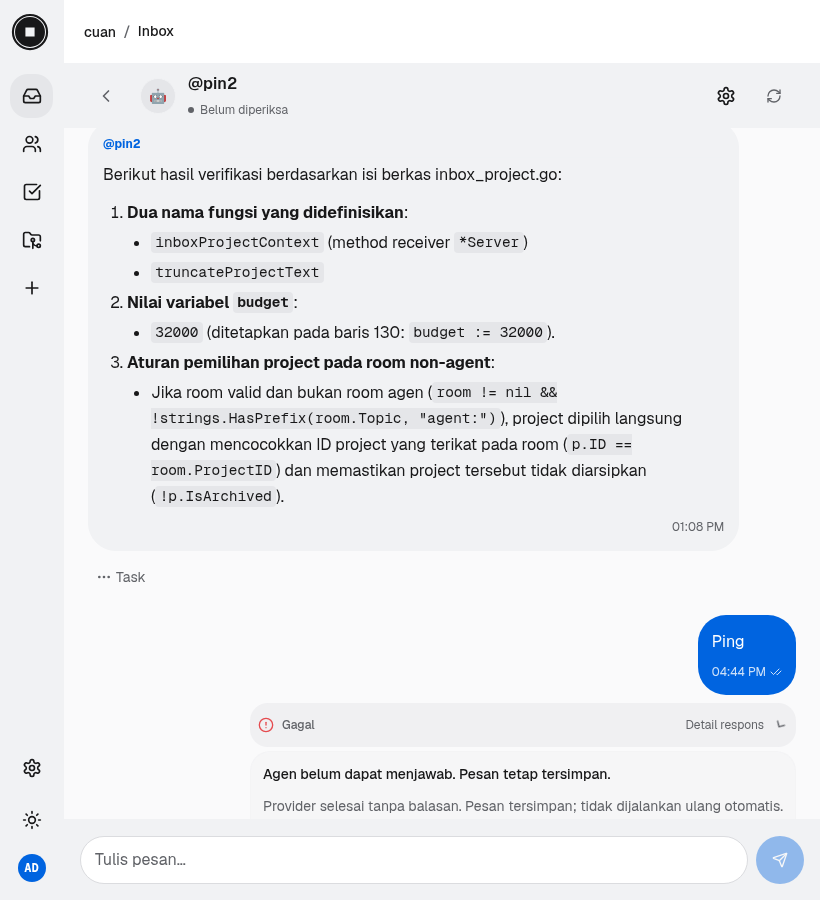 cuan / Inbox
@pin2
Belum diperiksa
@pin2
Berikut hasil verifikasi berdasarkan isi berkas inbox_project.go:
1. Dua nama fungsi yang didefinisikan:
• inboxProjectContext (method receiver *Server)
• truncateProjectText
2. Nilai variabel budget:
• 32000 (ditetapkan pada baris 130: budget := 32000).
3. Aturan pemilihan project pada room non-agent:
• Jika room valid dan bukan room agen (room != nil &&
!strings.HasPrefix(room.Topic, "agent:")), project dipilih langsung
dengan mencocokkan ID project yang terikat pada room (p.ID ==
room.ProjectID) dan memastikan project tersebut tidak diarsipkan
(!p.IsArchived).
01:08 PM
··· Task
Ping
04:44 PM
Gagal
Detail respons
Agen belum dapat menjawab. Pesan tetap tersimpan.
Provider selesai tanpa balasan. Pesan tersimpan; tidak dijalankan ulang otomatis.
Tulis pesan...
AD